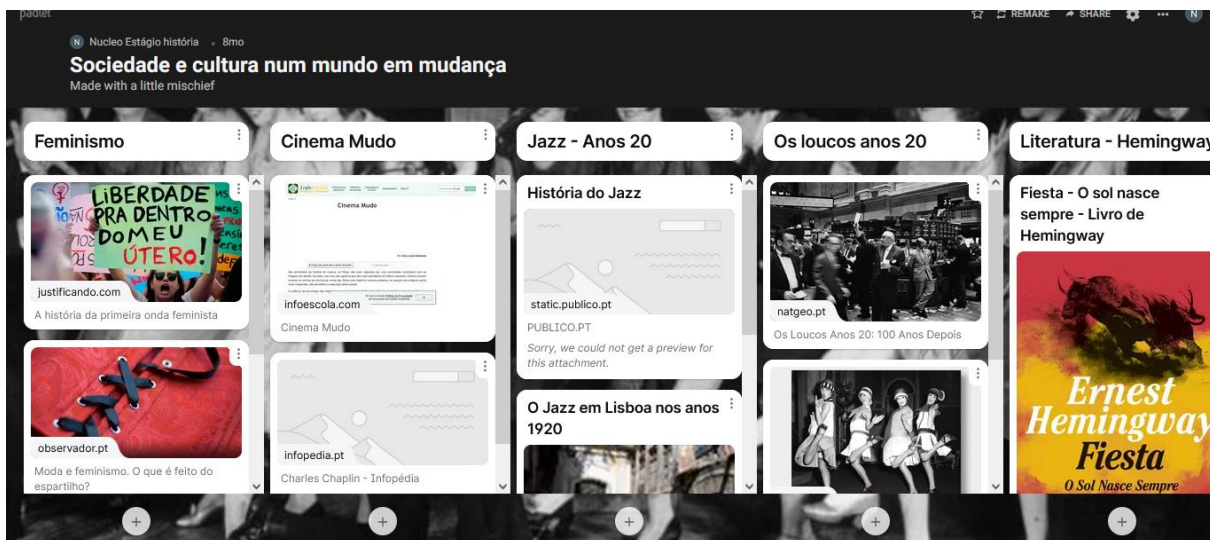 padlet
REMAKE
SHARE
N
N
Nucleo Estágio história
8mo
Sociedade e cultura num mundo em mudança
Made with a little mischief
Feminismo
LiBERDADE
PRA DENTRO
DO MEU
ÚTERO!
justificando.com
A história da primeira onda feminista
observador.pt
Moda e feminismo. O que é feito do
espartilho?
Cinema Mudo
Cinema Mudo
infoescola.com
Cinema Mudo
infopedia.pt
Charles Chaplin - Infopédia
Jazz - Anos 20
História do Jazz
static.publico.pt
PUBLICO.PT
Sorry, we could not get a preview for
this attachment.
O Jazz em Lisboa nos anos
1920
Os loucos anos 20
natgeo.pt
Os Loucos Anos 20: 100 Anos Depois
Literatura - Hemingway
Fiesta - O sol nasce
sempre - Livro de
Hemingway
Ernest
Hemingway
Fiesta
O Sol Nasce Sempre